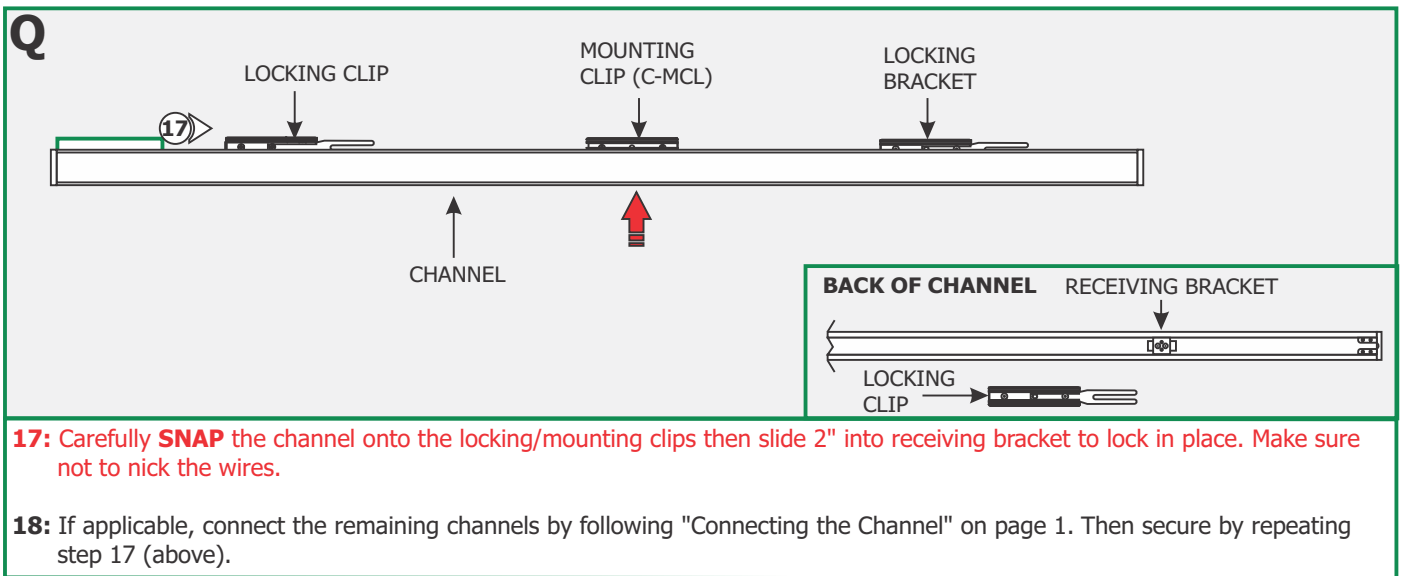 Q
LOCKING CLIP
MOUNTING
CLIP (C-MCL)
LOCKING
BRACKET
17
CHANNEL
BACK OF CHANNEL
RECEIVING BRACKET
LOCKING
CLIP
17: Carefully SNAP the channel onto the locking/mounting clips then slide 2" into receiving bracket to lock in place. Make sure
not to nick the wires.
18: If applicable, connect the remaining channels by following "Connecting the Channel" on page 1. Then secure by repeating
step 17 (above).